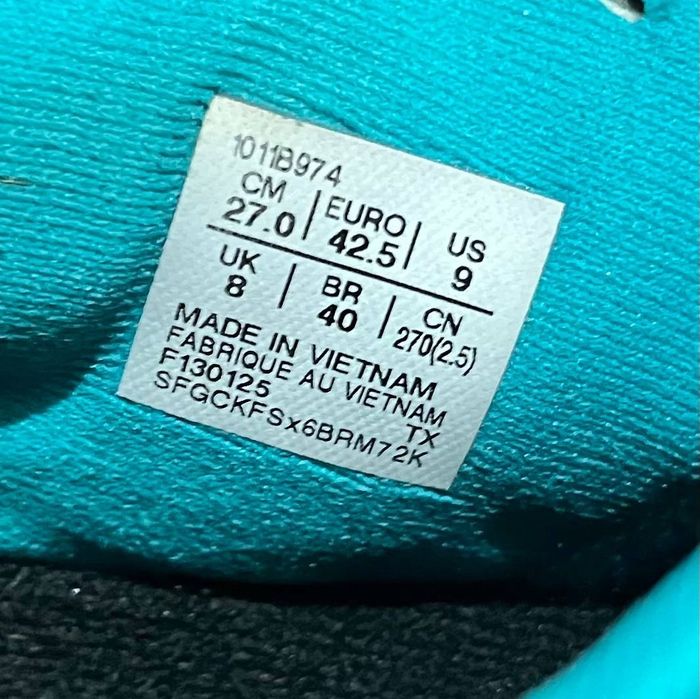 1011B974
CM | EURO | US
27.0 | 42.5 | 9
UK | BR | CN
8 | 40 | 270(2.5)
MADE IN VIETNAM
FABRIQUE AU VIETNAM
F130125 TX
SFGCKFSx6BRM72K